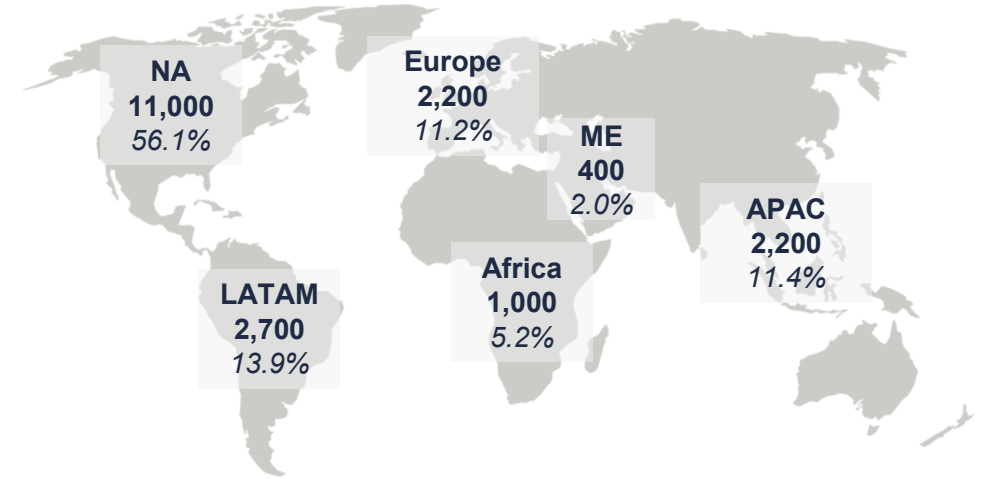 NA
11,000
56.1%
Europe
2,200
11.2%
ME
400
2.0%
APAC
2,200
11.4%
Africa
1,000
5.2%
LATAM
2,700
13.9%